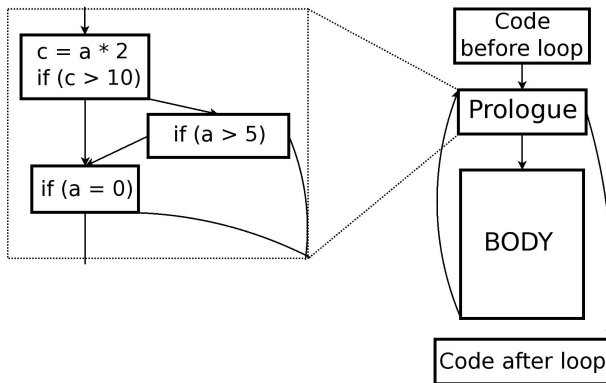 c = a * 2
if (c > 10)
if (a > 5)
if (a = 0)
Code
before loop
Prologue
BODY
Code after loop